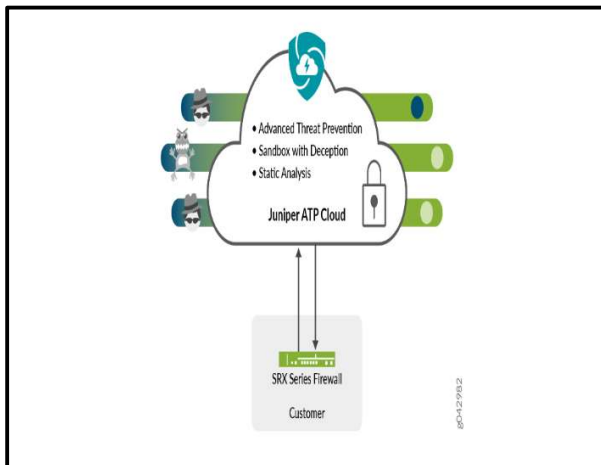 • Advanced Threat Prevention
• Sandbox with Deception
• Static Analysis
Juniper ATP Cloud
SRX Series Firewall
Customer
g042982